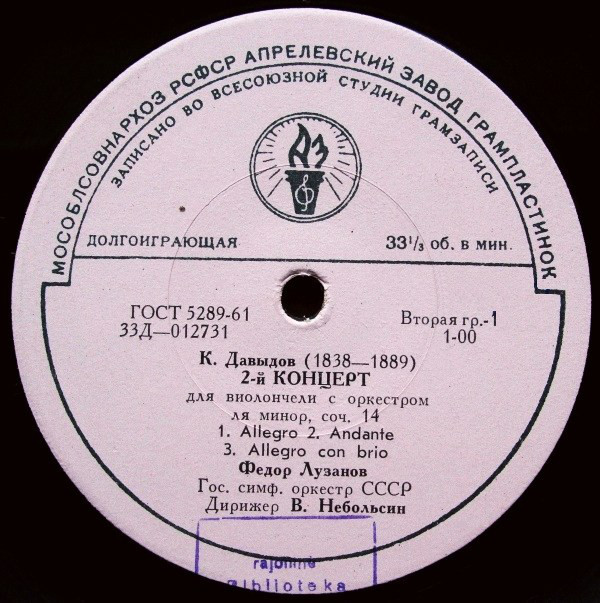 МОСОБЛСОВНАРХОЗ РСФСР АПРЕЛЕВСКИЙ ЗАВОД ГРАМПЛАСТИНОК
ЗАПИСАНО ВО ВСЕСОЮЗНОЙ СТУДИИ ГРАМЗАПИСИ
АЗ
ДОЛГОИГРАЮЩАЯ 33⅓ об. в мин.
ГОСТ 5289-61 Вторая гр.-1
33Д—012731 1-00
К. Давыдов (1838—1889)
2-й КОНЦЕРТ
для виолончели с оркестром
ля минор, соч. 14
1. Allegro 2. Andante
3. Allegro con brio
Федор Лузанов
Гос. симф. оркестр СССР
Дирижер В. Небольсин
rajoninė
Biblioteka